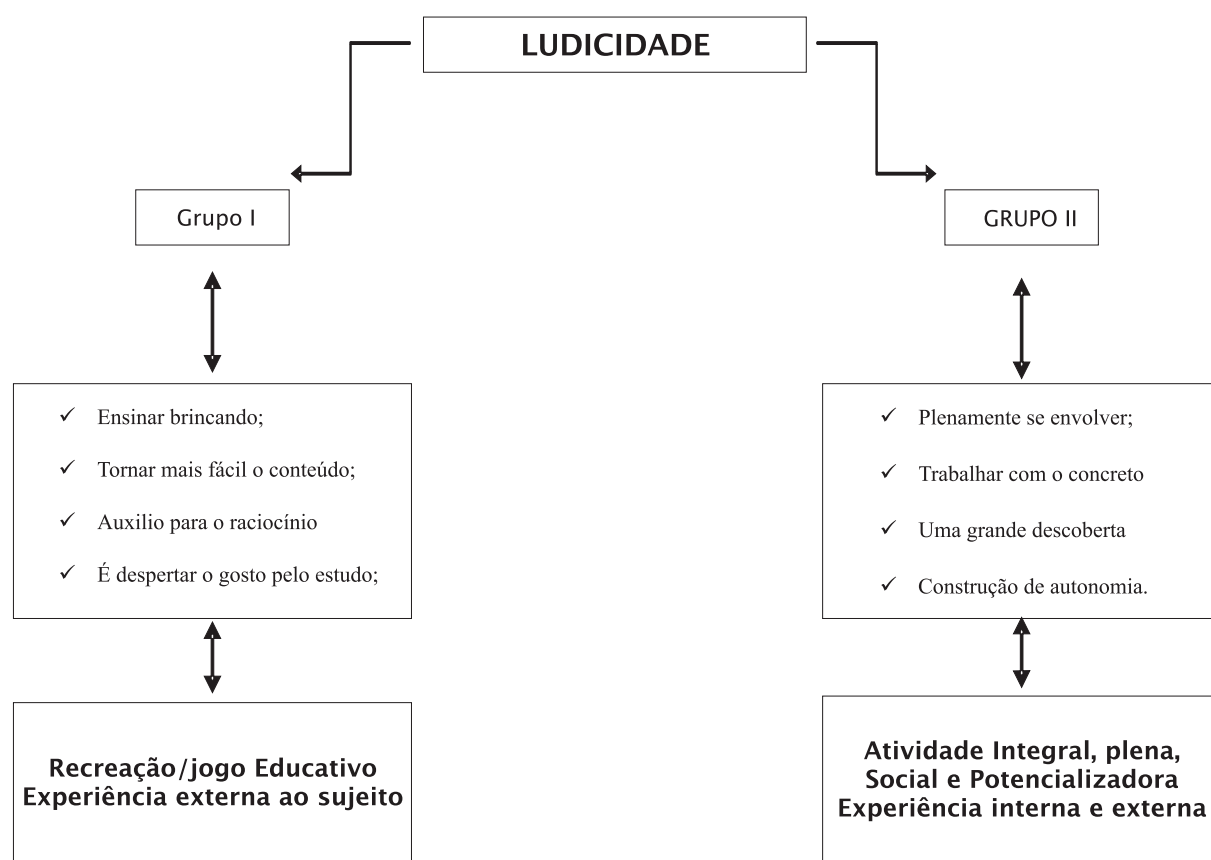 LUDICIDADE
Grupo I
GRUPO II
✓ Ensinar brincando;
✓ Tornar mais fácil o conteúdo;
✓ Auxilio para o raciocínio
✓ É despertar o gosto pelo estudo;
✓ Plenamente se envolver;
✓ Trabalhar com o concreto
✓ Uma grande descoberta
✓ Construção de autonomia.
Recreação/jogo Educativo
Experiência externa ao sujeito
Atividade Integral, plena,
Social e Potencializadora
Experiência interna e externa